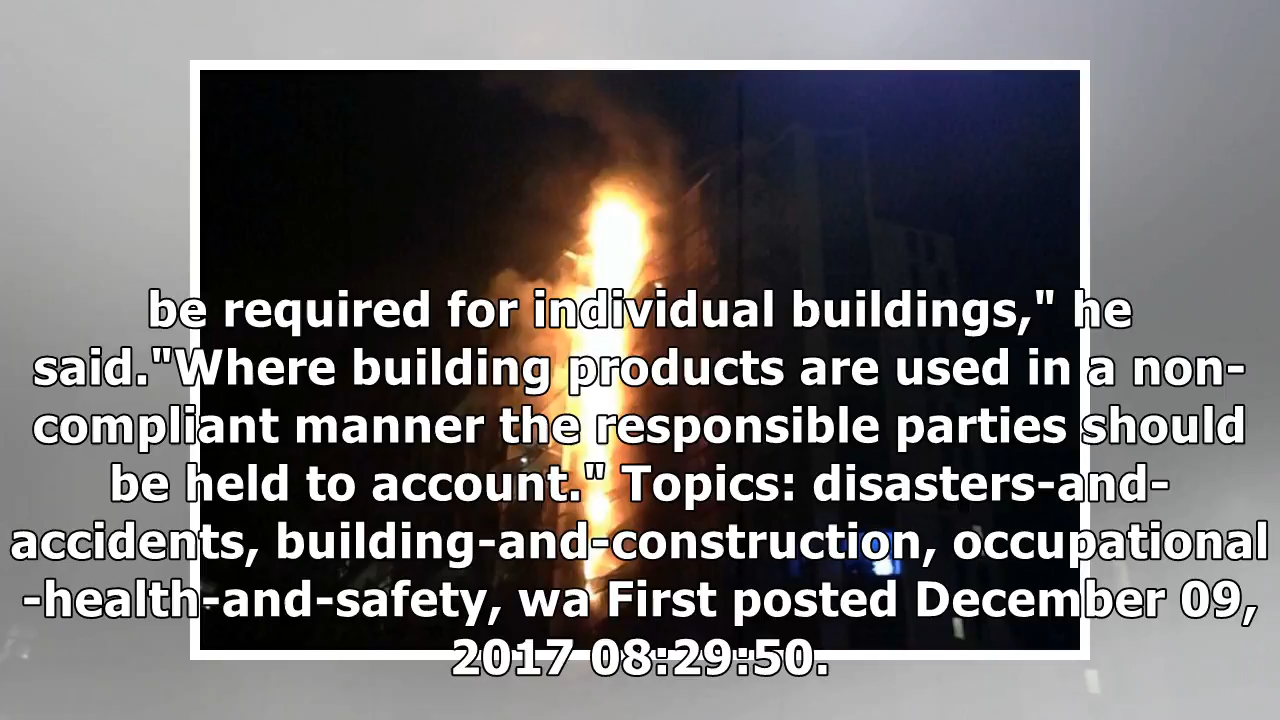 be required for individual buildings," he
said."Where building products are used in a non-
compliant manner the responsible parties should
be held to account." Topics: disasters-and-
accidents, building-and-construction, occupational
-health-and-safety, wa First posted December 09,
2017 08:29:50.